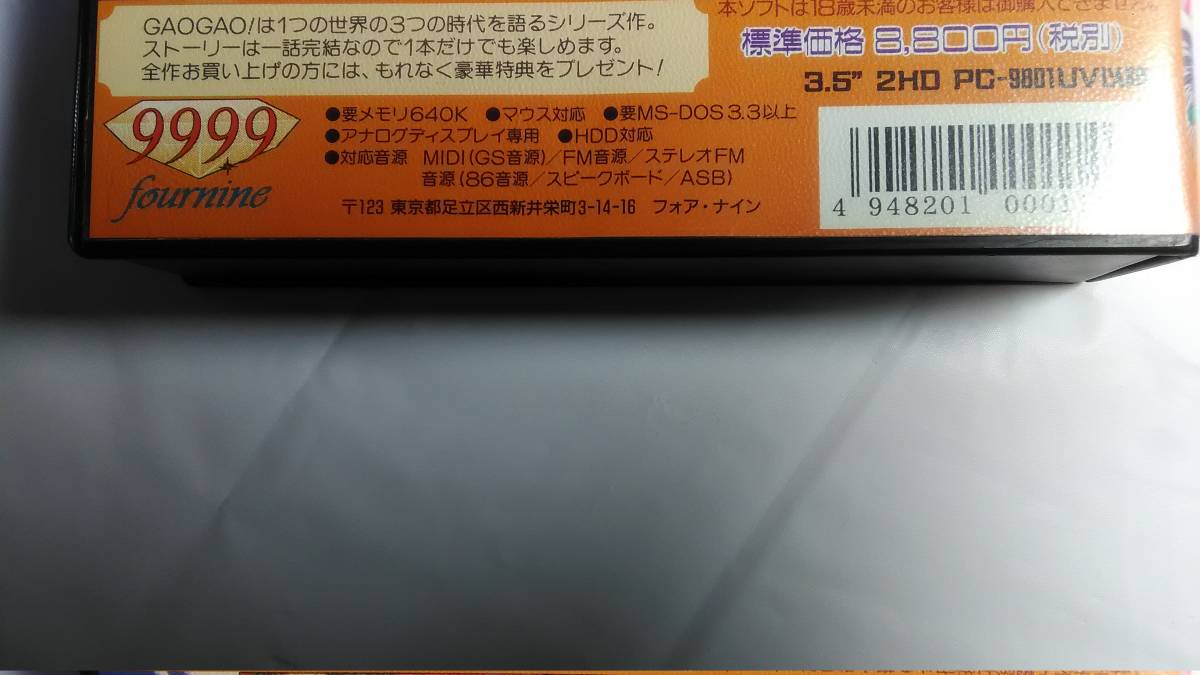 GAOGAO!は1つの世界の3つの時代を語るシリーズ作。
ストーリーは一話完結なので1本だけでも楽しめます。
全作お買い上げの方には、もれなく豪華特典をプレゼント!
本ソフトは18歳未満のお客様は御購入できません。
標準価格 8,800円(税別)
3.5" 2HD PC-9801UV以降
9999
fournine
●要メモリ640K ●マウス対応 ●要MS-DOS3.3以上
●アナログディスプレイ専用 ●HDD対応
●対応音源 MIDI(GS音源)/FM音源/ステレオFM
音源(86音源/スピークボード/ASB)
〒123 東京都足立区西新井栄町3-14-16 フォア・ナイン
4 948201 0001